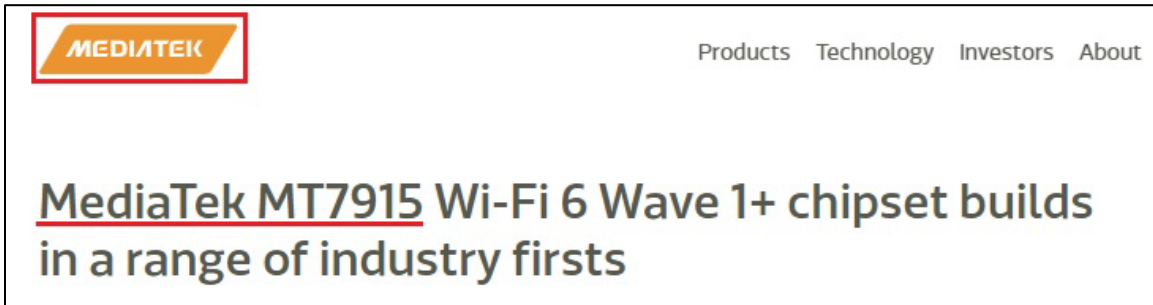 MEDIATEK
Products Technology Investors About
MediaTek MT7915 Wi-Fi 6 Wave 1+ chipset builds
in a range of industry firsts